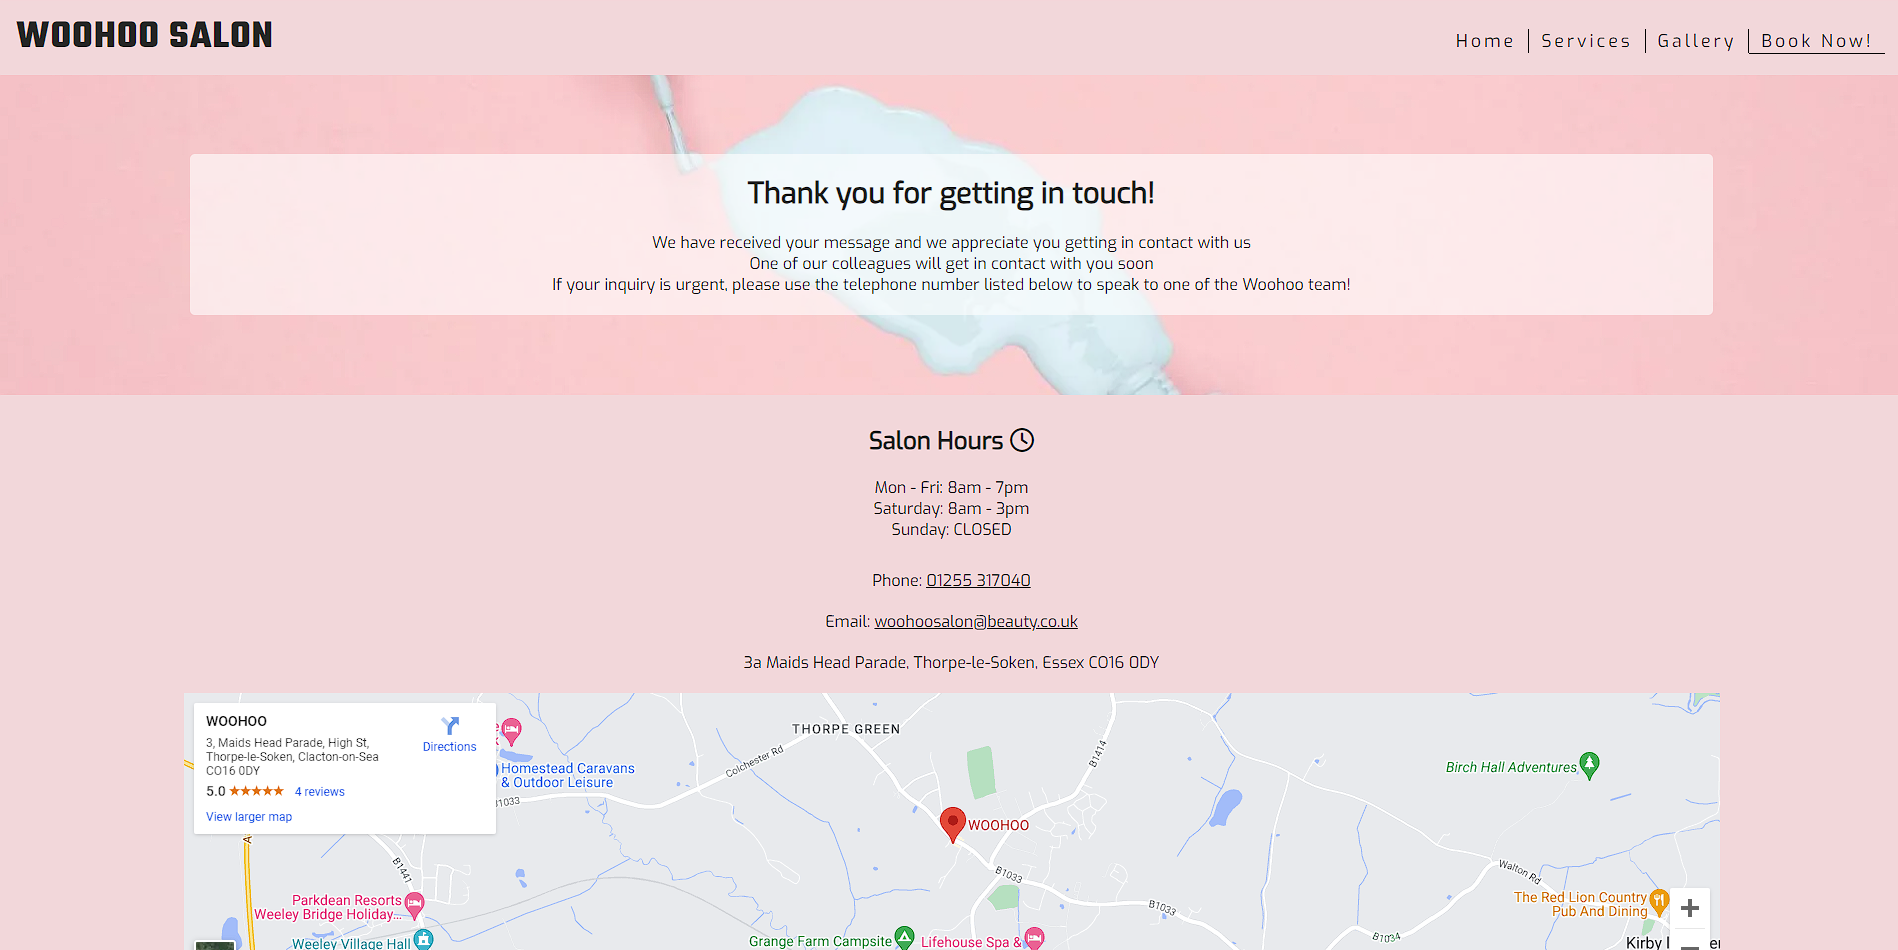 WOOHOO SALON
Home
Services
Gallery
Book Now!
Thank you for getting in touch!
We have received your message and we appreciate you getting in contact with us
One of our colleagues will get in contact with you soon
If your inquiry is urgent, please use the telephone number listed below to speak to one of the Woohoo team!
Salon Hours
Mon - Fri: 8am - 7pm
Saturday: 8am - 3pm
Sunday: CLOSED
Phone: 01255 317040
Email: woohoosalon@beauty.co.uk
3a Maids Head Parade, Thorpe-le-Soken, Essex CO16 0DY
WOOHOO
3, Maids Head Parade, High St,
Thorpe-le-Soken, Clacton-on-Sea
CO16 0DY
5.0
4 reviews
View larger map
Directions
Homestead Caravans
& Outdoor Leisure
THORPE GREEN
Colchester Rd
B1414
Birch Hall Adventures
B1033
WOOHOO
B1441
B1033
B1033
Walton Rd
Parkdean Resorts
Weeley Bridge Holiday...
The Red Lion Country
Pub And Dining
Weeley Village Hall
Grange Farm Campsite
Lifehouse Spa &
B1034
Kirby